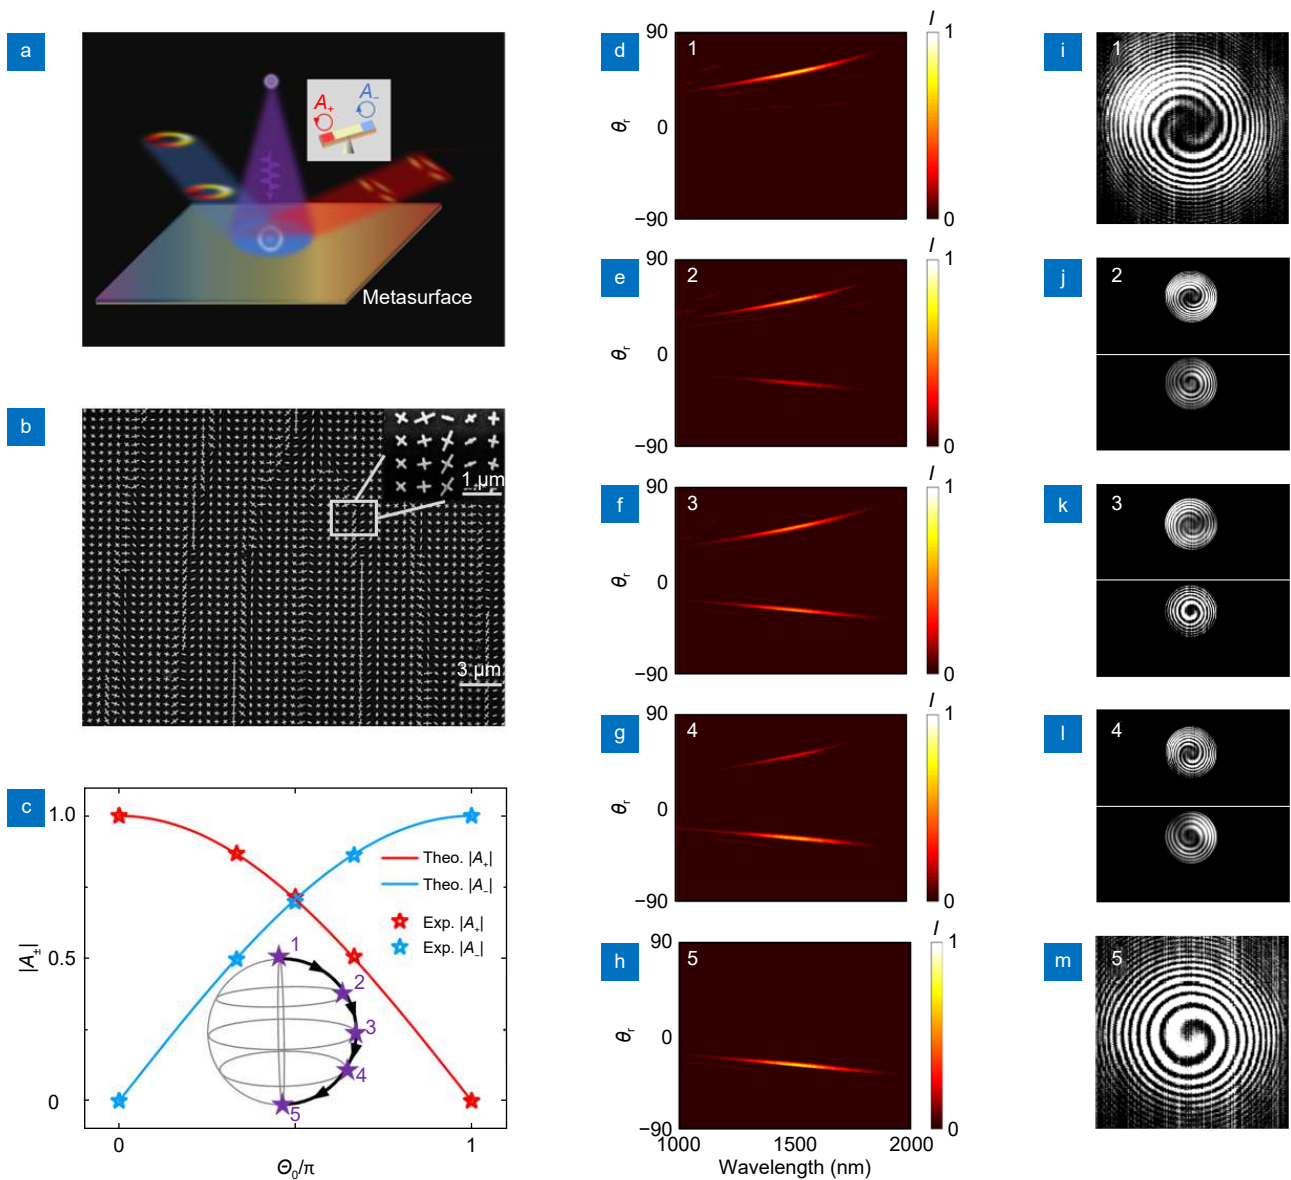 a
A₊
A₋
Metasurface
b
1 μm
3 μm
c
1.0
0.5
0
|A±|
Theo. |A₊|
Theo. |A₋|
Exp. |A₊|
Exp. |A₋|
1
2
3
4
5
0
1
Θ₀/π
d
1
90
0
−90
θr
I
1
0
e
2
90
0
−90
θr
I
1
0
f
3
90
0
−90
θr
I
1
0
g
4
90
0
−90
θr
I
1
0
h
5
90
0
−90
θr
I
1
0
1000
1500
2000
Wavelength (nm)
i
1
j
2
k
3
l
4
m
5